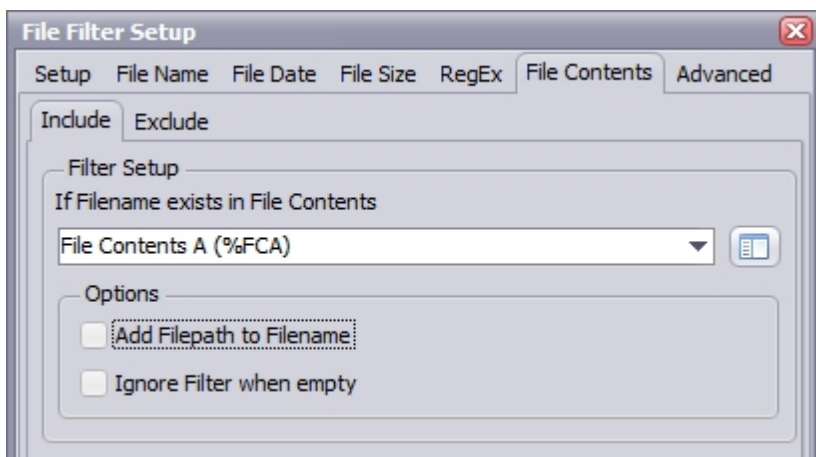 File Filter Setup
Setup File Name File Date File Size RegEx File Contents Advanced
Include Exclude
Filter Setup
If Filename exists in File Contents
File Contents A (%FCA)
Options
Add Filepath to Filename
Ignore Filter when empty